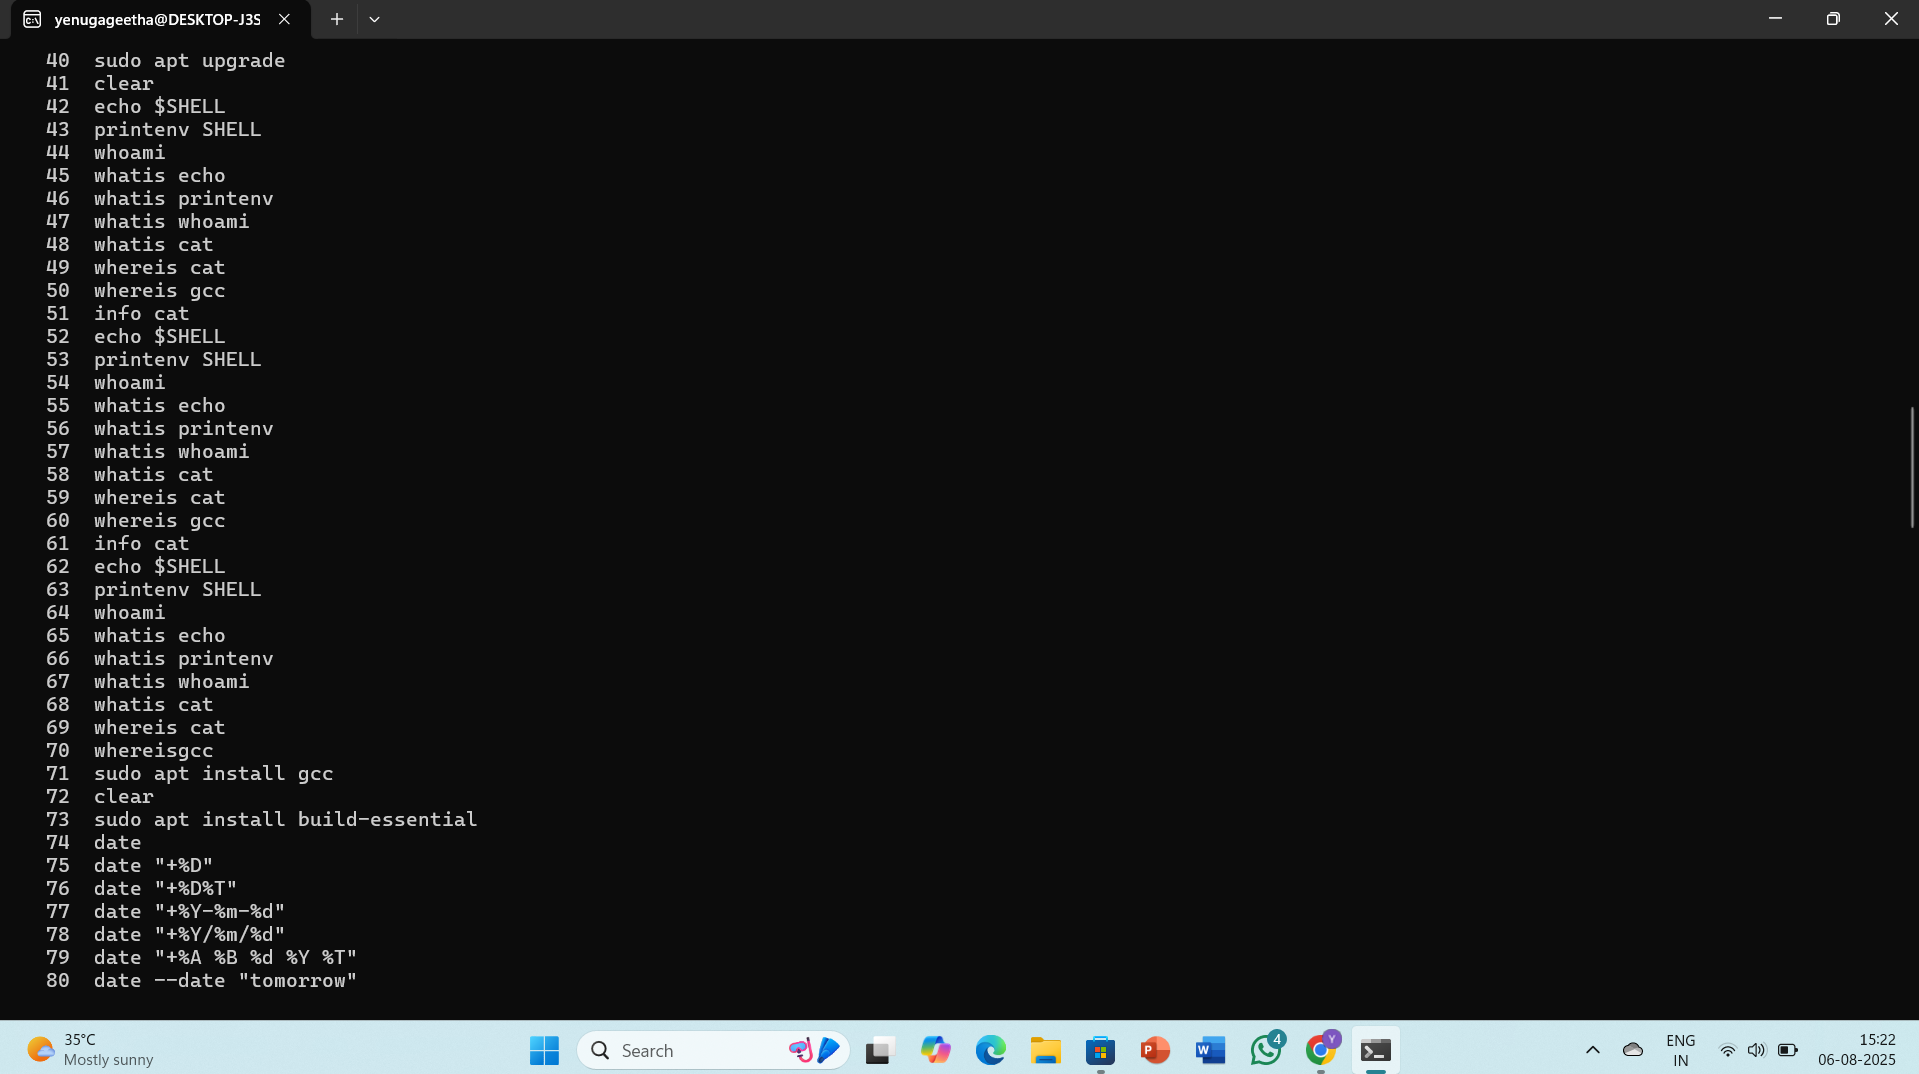 yenugageetha@DESKTOP-J3S
40 sudo apt upgrade
41 clear
42 echo $SHELL
43 printenv SHELL
44 whoami
45 whatis echo
46 whatis printenv
47 whatis whoami
48 whatis cat
49 whereis cat
50 whereis gcc
51 info cat
52 echo $SHELL
53 printenv SHELL
54 whoami
55 whatis echo
56 whatis printenv
57 whatis whoami
58 whatis cat
59 whereis cat
60 whereis gcc
61 info cat
62 echo $SHELL
63 printenv SHELL
64 whoami
65 whatis echo
66 whatis printenv
67 whatis whoami
68 whatis cat
69 whereis cat
70 whereisgcc
71 sudo apt install gcc
72 clear
73 sudo apt install build-essential
74 date
75 date "+%D"
76 date "+%D%T"
77 date "+%Y-%m-%d"
78 date "+%Y/%m/%d"
79 date "+%A %B %d %Y %T"
80 date --date "tomorrow"
35°C
Mostly sunny
Search
4
Y
ENG
IN
15:22
06-08-2025